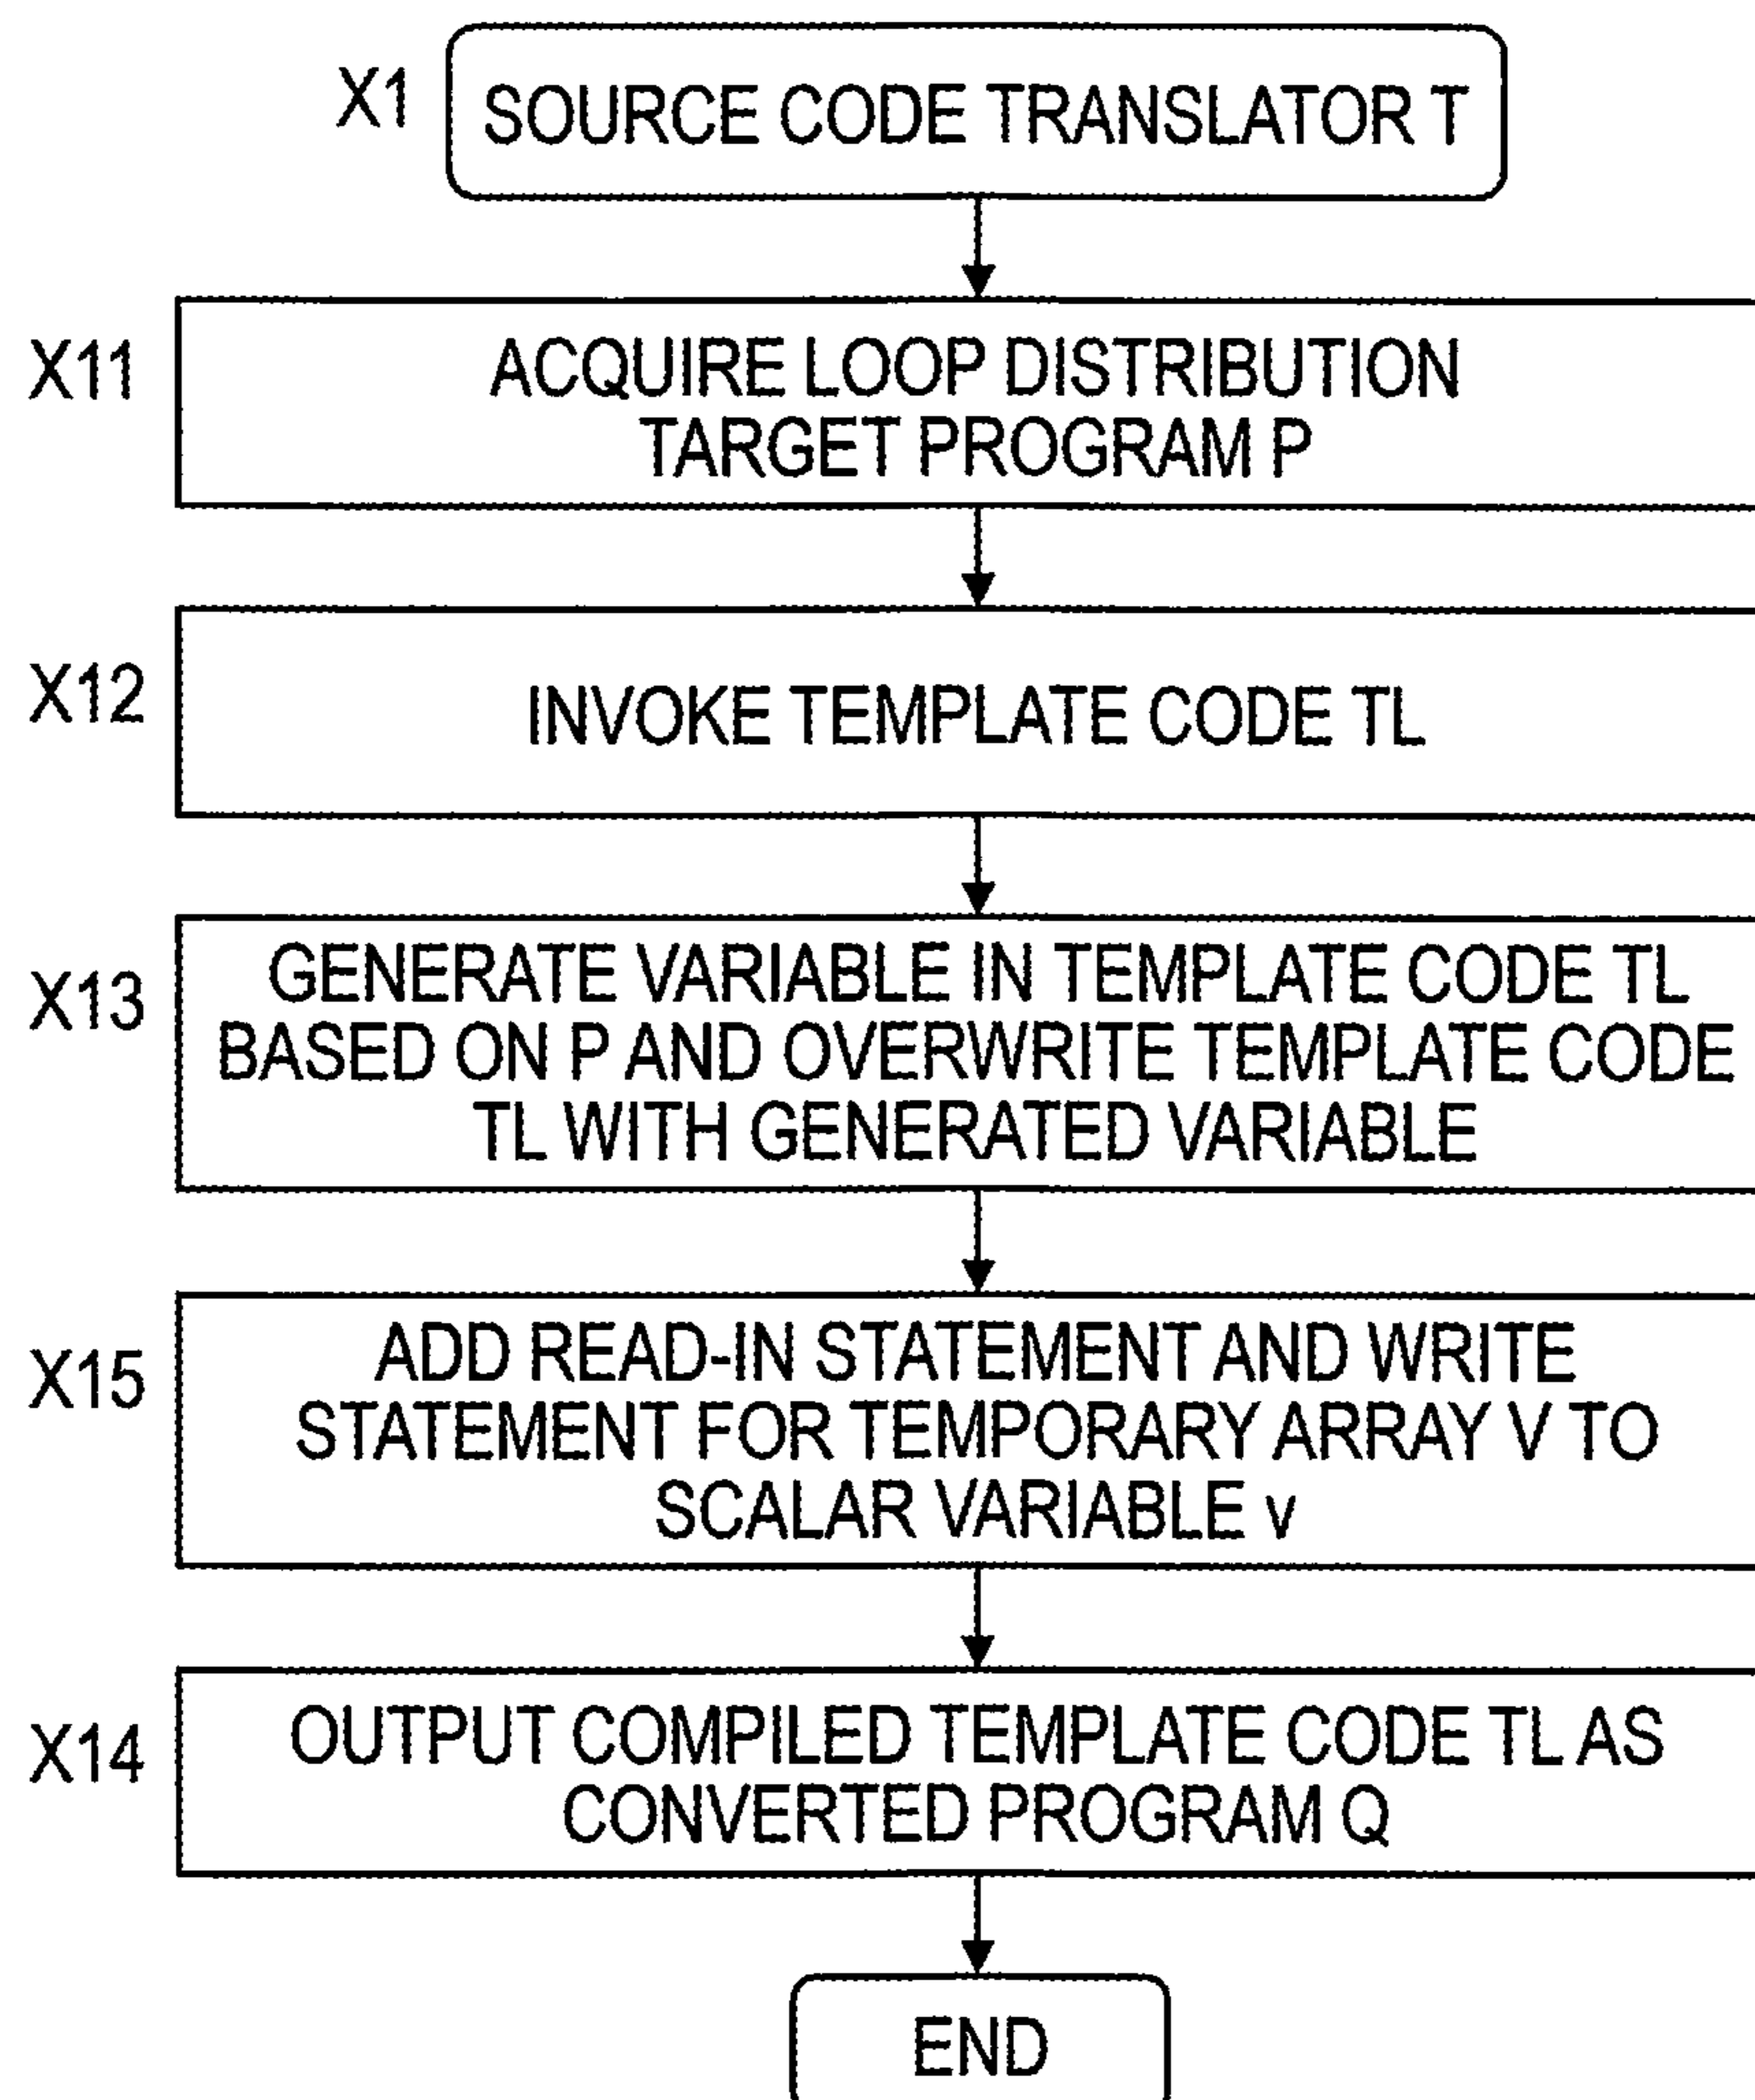 X1
SOURCE CODE TRANSLATOR T
X11
ACQUIRE LOOP DISTRIBUTION
TARGET PROGRAM P
X12
INVOKE TEMPLATE CODE TL
X13
GENERATE VARIABLE IN TEMPLATE CODE TL
BASED ON P AND OVERWRITE TEMPLATE CODE
TL WITH GENERATED VARIABLE
X15
ADD READ-IN STATEMENT AND WRITE
STATEMENT FOR TEMPORARY ARRAY V TO
SCALAR VARIABLE v
X14
OUTPUT COMPILED TEMPLATE CODE TL AS
CONVERTED PROGRAM Q
END